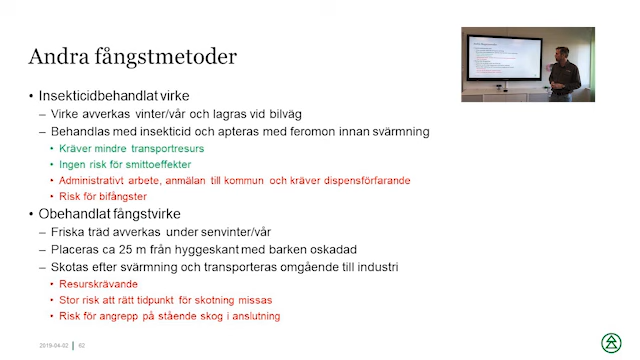 Andra fångstmetoder
• Insekticidbehandlat virke
– Virke avverkas vinter/vår och lagras vid bilväg
– Behandlas med insekticid och apteras med feromon innan svärmning
• Kräver mindre transportresurs
• Ingen risk för smittoeffekter
• Administrativt arbete, anmälan till kommun och kräver dispensförfarande
• Risk för bifångster
• Obehandlat fångstvirke
– Friska träd avverkas under senvinter/vår
– Placeras ca 25 m från hyggeskant med barken oskadad
– Skotas efter svärmning och transporteras omgående till industri
• Resurskrävande
• Stor risk att rätt tidpunkt för skotning missas
• Risk för angrepp på stående skog i anslutning
2019-04-02 | 62